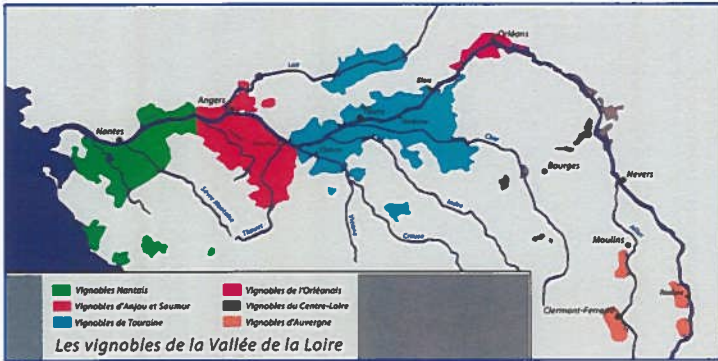 Orléans
Loir
Blois
Angers
Nantes
Cher
Bourges
Nevers
Sèvre Nantaise
Thouet
Vienne
Creuse
Indre
Allier
Moulins
Clermont-Ferrand
Vignobles Nantais
Vignobles d'Anjou et Saumur
Vignobles de Touraine
Vignobles de l'Orléanais
Vignobles du Centre-Loire
Vignobles d'Auvergne
Les vignobles de la Vallée de la Loire